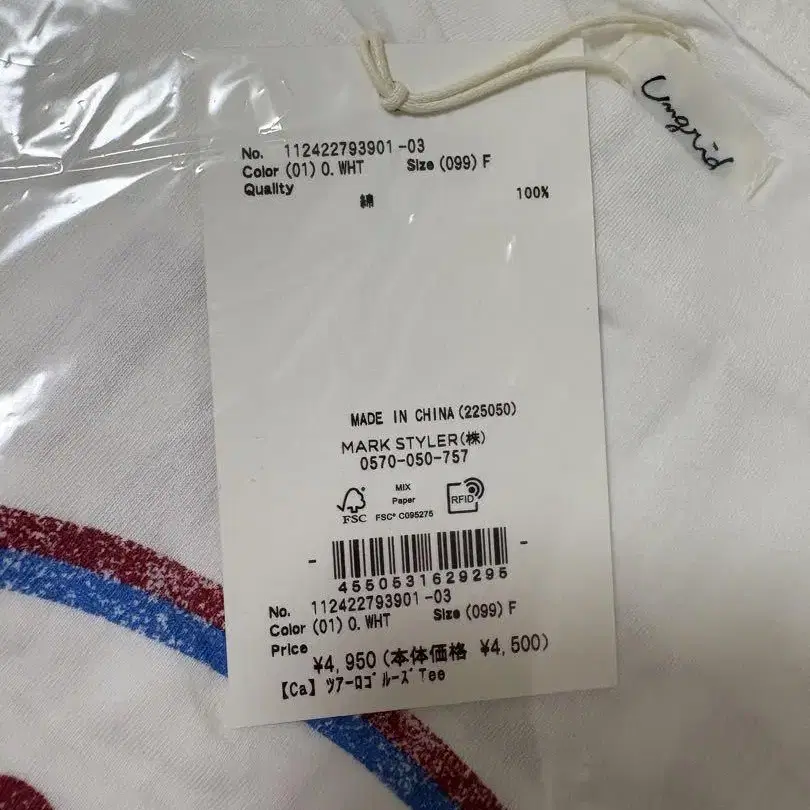 Ungrid
No. 112422793901-03
Color (01) O. WHT Size (099) F
Quality
綿 100%
MADE IN CHINA (225050)
MARK STYLER(株)
0570-050-757
FSC
MIX
Paper
FSC® C095275
RFID
4550531629295
No. 112422793901-03
Color (01) O. WHT Size (099) F
Price
¥4,950 (本体価格 ¥4,500)
【Ca】ﾂｱｰﾛｺﾞﾙｰｽﾞTee